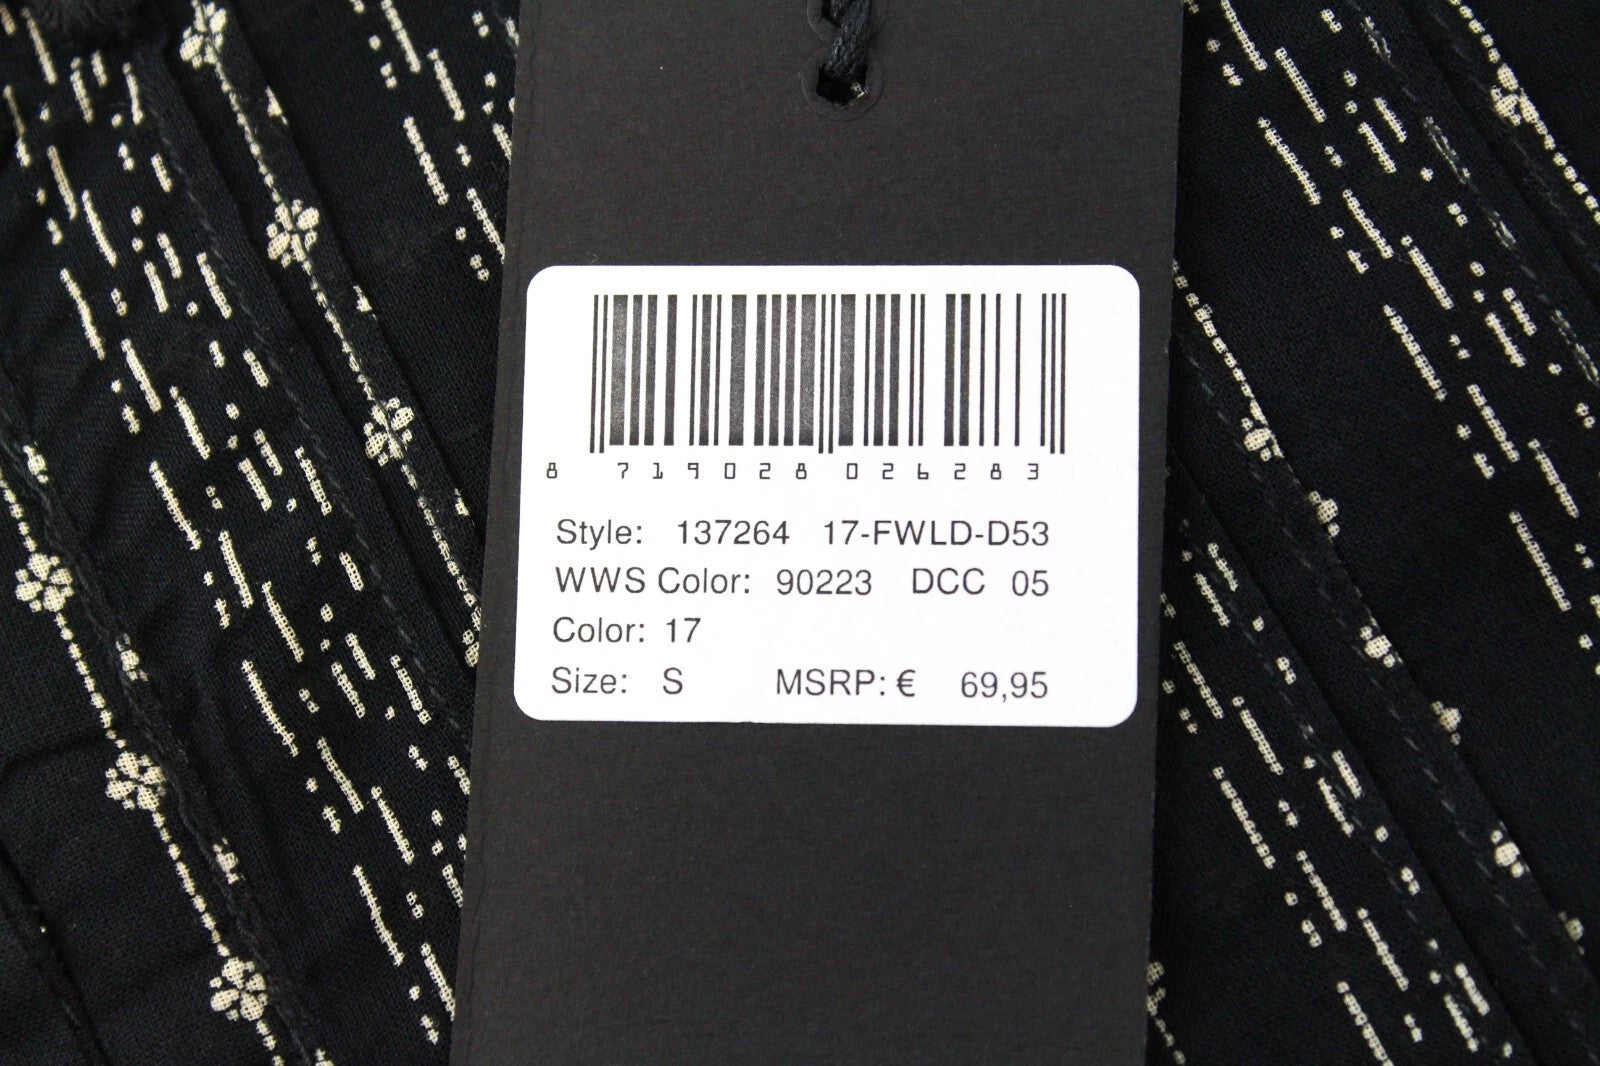 8 719028 026283
Style: 137264 17-FWLD-D53
WWS Color: 90223 DCC 05
Color: 17
Size: S MSRP: € 69,95